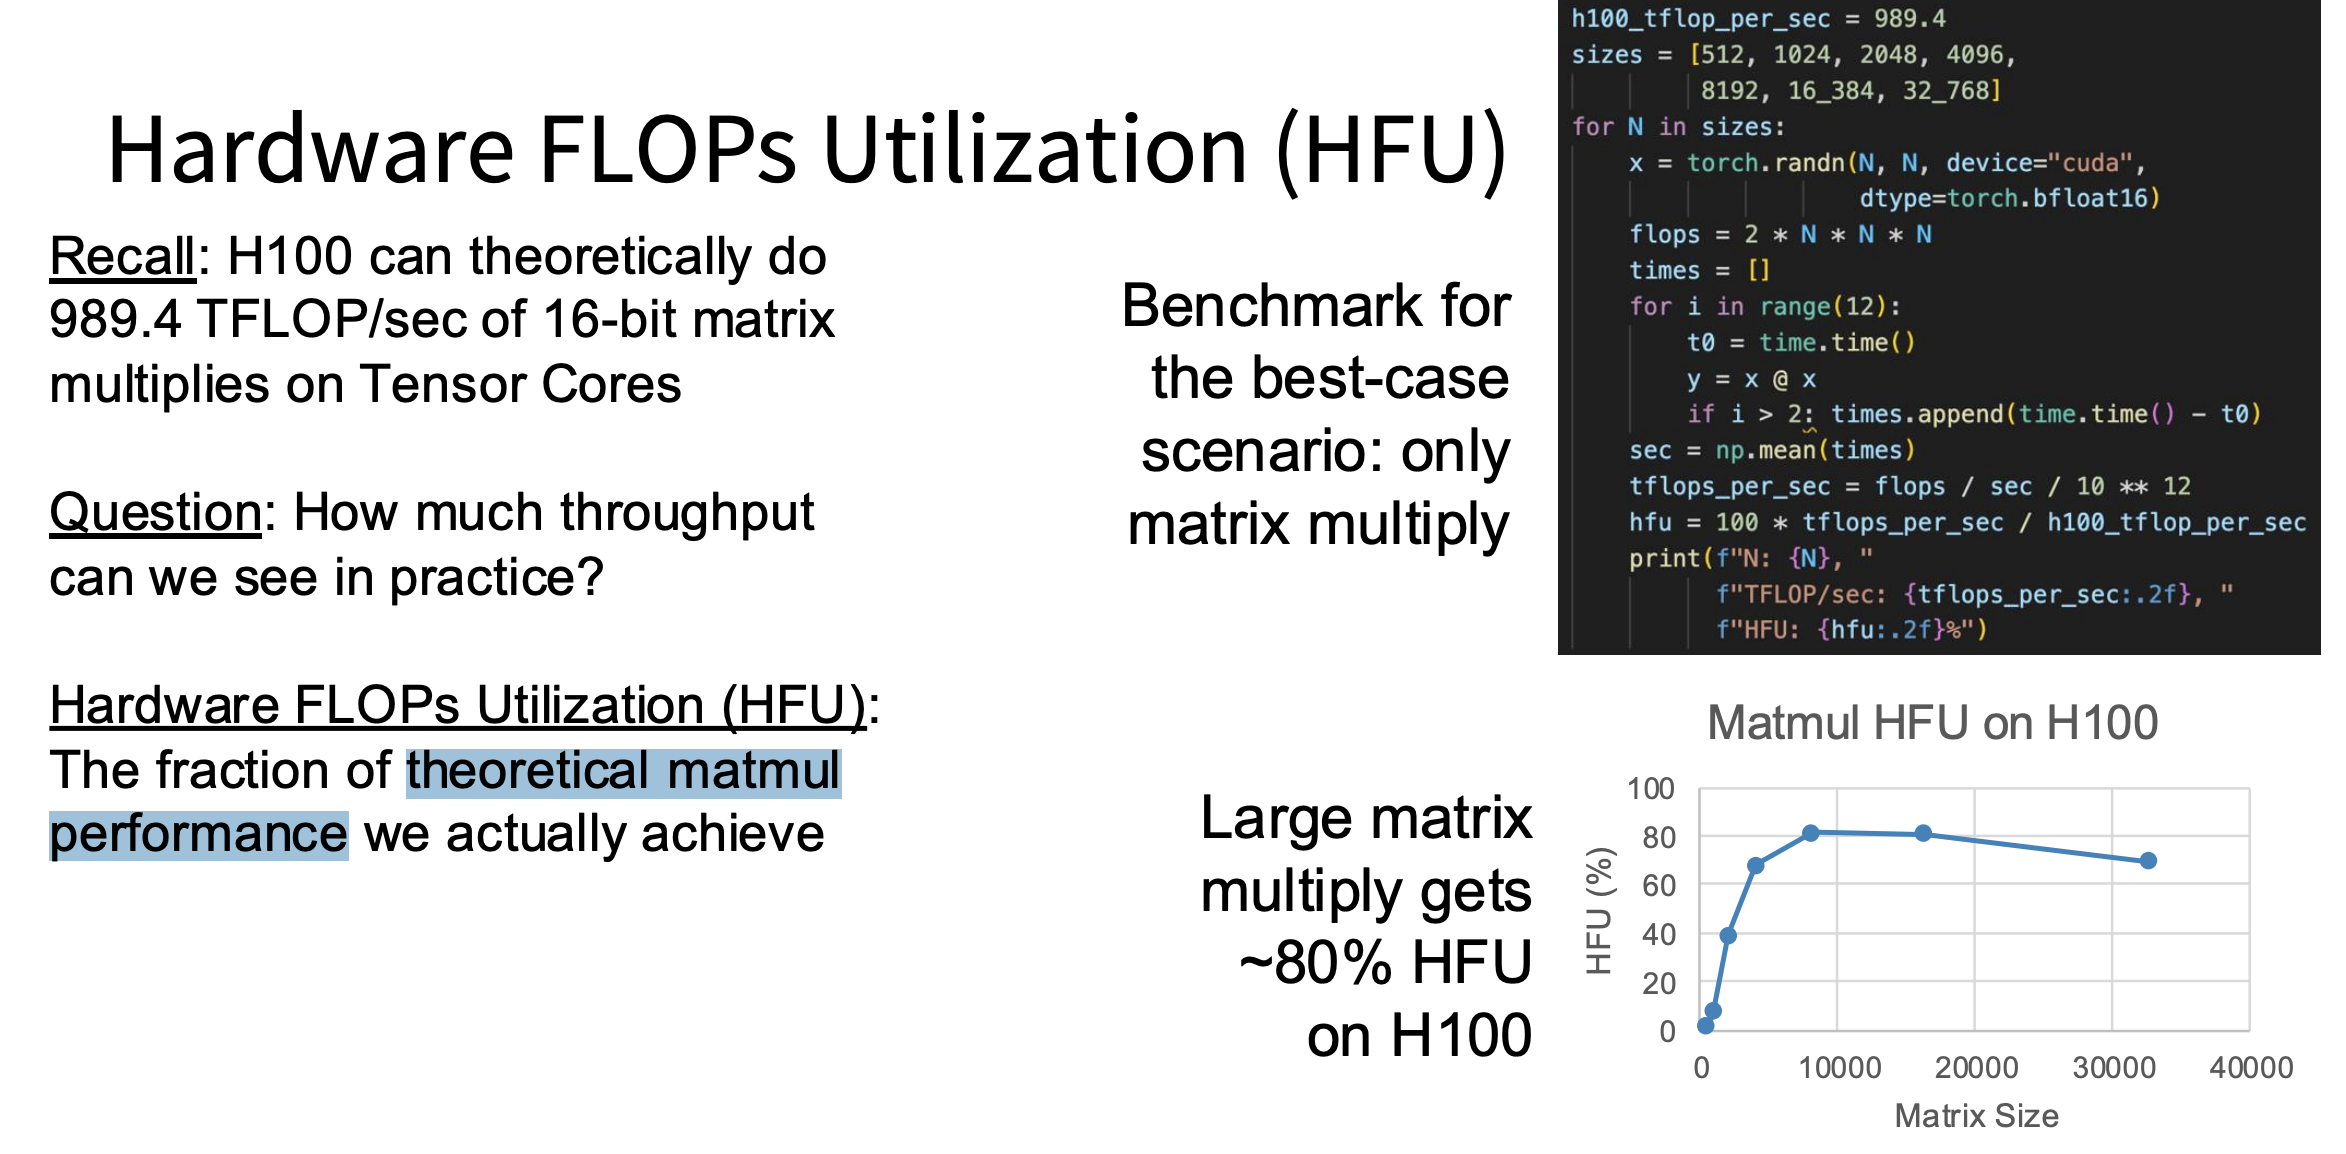 Hardware FLOPs Utilization (HFU)
Recall: H100 can theoretically do
989.4 TFLOP/sec of 16-bit matrix
multiplies on Tensor Cores
Question: How much throughput
can we see in practice?
Hardware FLOPs Utilization (HFU):
The fraction of theoretical matmul
performance we actually achieve
Benchmark for
the best-case
scenario: only
matrix multiply
Large matrix
multiply gets
~80% HFU
on H100
h100_tflop_per_sec = 989.4
sizes = [512, 1024, 2048, 4096,
8192, 16_384, 32_768]
for N in sizes:
x = torch.randn(N, N, device="cuda",
dtype=torch.bfloat16)
flops = 2 * N * N * N
times = []
for i in range(12):
t0 = time.time()
y = x @ x
if i > 2: times.append(time.time() - t0)
sec = np.mean(times)
tflops_per_sec = flops / sec / 10 ** 12
hfu = 100 * tflops_per_sec / h100_tflop_per_sec
print(f"N: {N}, "
f"TFLOP/sec: {tflops_per_sec:.2f}, "
f"HFU: {hfu:.2f}%")
Matmul HFU on H100
HFU (%)
100
80
60
40
20
0
0 10000 20000 30000 40000
Matrix Size